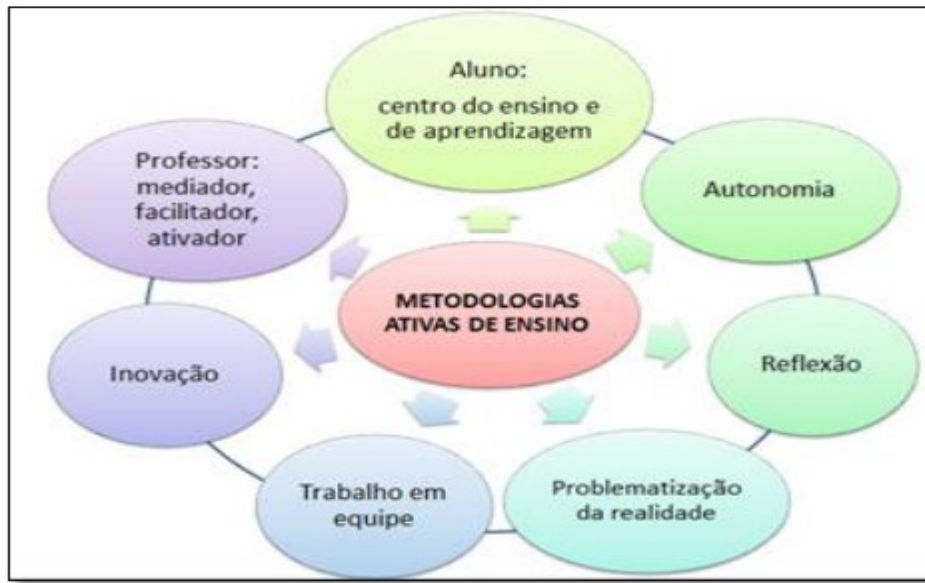 Aluno:
centro do ensino e
de aprendizagem
Autonomia
Reflexão
Problematização
da realidade
Trabalho em
equipe
Inovação
Professor:
mediador,
facilitador,
ativador
METODOLOGIAS
ATIVAS DE ENSINO